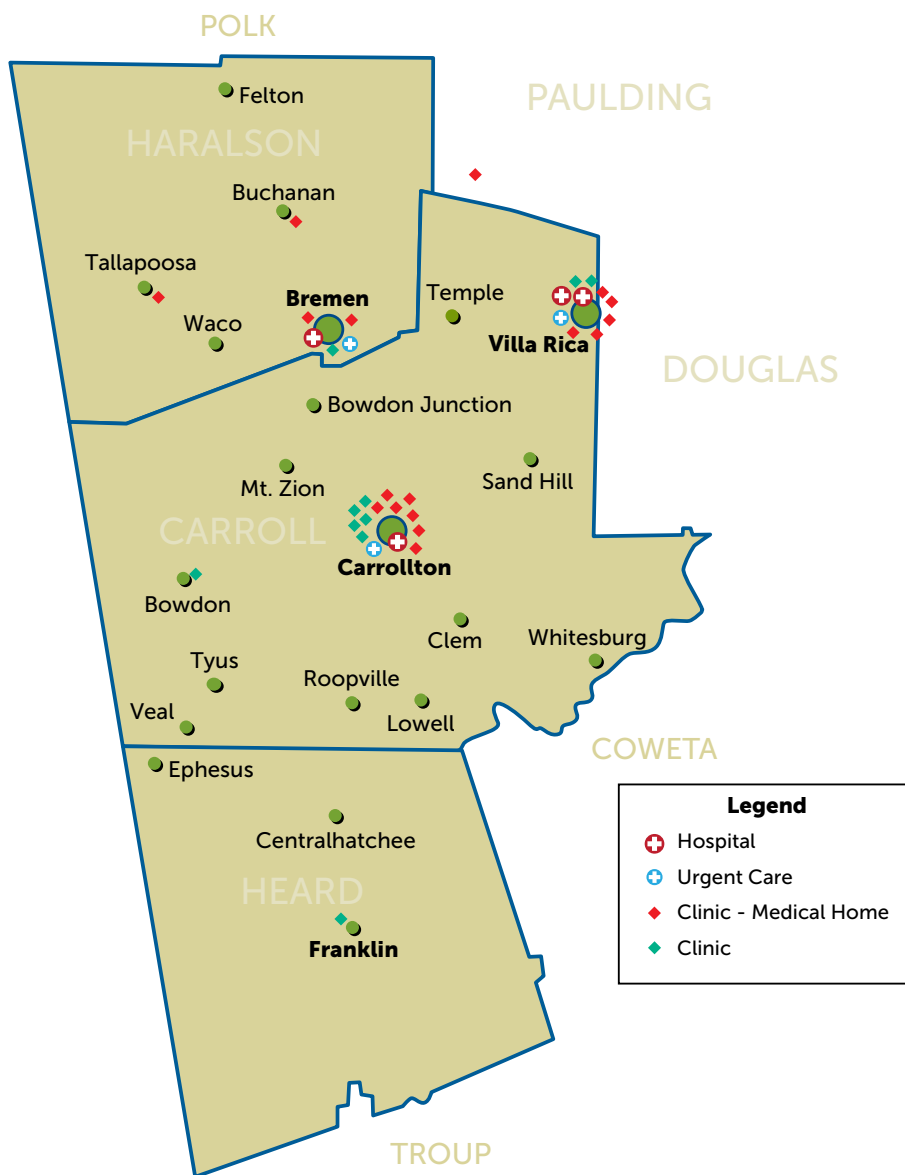 POLK
Felton
PAULDING
HARALSON
Buchanan
Tallapoosa
Bremen
Temple
Waco
Villa Rica
DOUGLAS
Bowdon Junction
Mt. Zion
Sand Hill
CARROLL
Carrollton
Bowdon
Clem
Whitesburg
Tyus
Roopville
Veal
Lowell
COWETA
Ephesus
Legend
Hospital
Urgent Care
Clinic - Medical Home
Clinic
Centralhatchee
HEARD
Franklin
TROUP